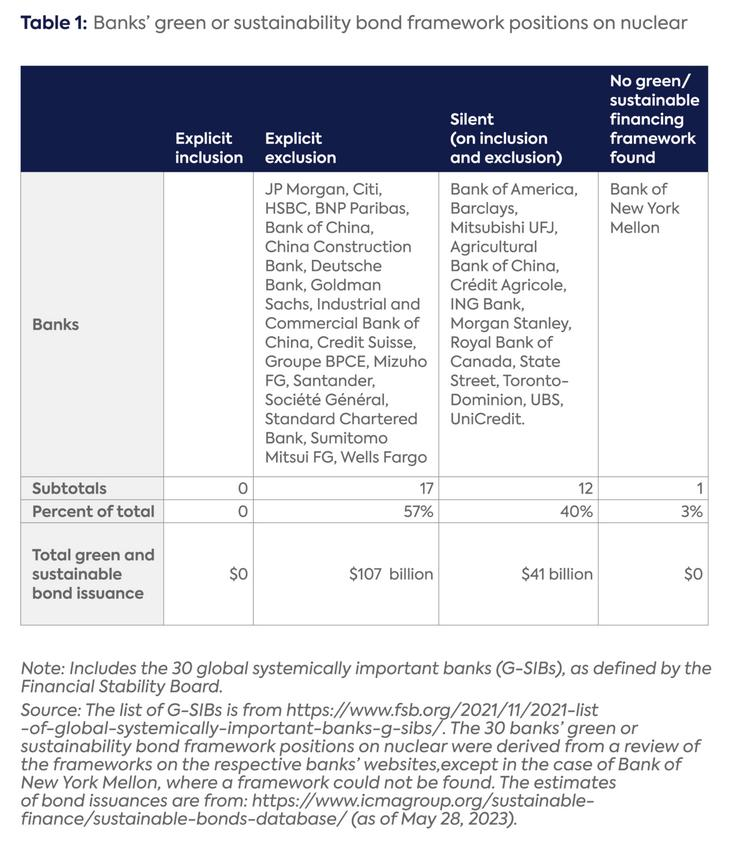 Table 1: Banks' green or sustainability bond framework positions on nuclear
Explicit
inclusion
Explicit
exclusion
Silent
(on inclusion
and exclusion)
No green/
sustainable
financing
framework
found
Banks
JP Morgan, Citi,
HSBC, BNP Paribas,
Bank of China,
China Construction
Bank, Deutsche
Bank, Goldman
Sachs, Industrial and
Commercial Bank of
China, Credit Suisse,
Groupe BPCE, Mizuho
FG, Santander,
Société Général,
Standard Chartered
Bank, Sumitomo
Mitsui FG, Wells Fargo
Bank of America,
Barclays,
Mitsubishi UFJ,
Agricultural
Bank of China,
Crédit Agricole,
ING Bank,
Morgan Stanley,
Royal Bank of
Canada, State
Street, Toronto-
Dominion, UBS,
UniCredit.
Bank of
New York
Mellon
Subtotals 0 17 12 1
Percent of total 0 57% 40% 3%
Total green and
sustainable
bond issuance
$0 $107 billion $41 billion $0
Note: Includes the 30 global systemically important banks (G-SIBs), as defined by the
Financial Stability Board.
Source: The list of G-SIBs is from https://www.fsb.org/2021/11/2021-list
-of-global-systemically-important-banks-g-sibs/. The 30 banks' green or
sustainability bond framework positions on nuclear were derived from a review of
the frameworks on the respective banks' websites,except in the case of Bank of
New York Mellon, where a framework could not be found. The estimates
of bond issuances are from: https://www.icmagroup.org/sustainable-
finance/sustainable-bonds-database/ (as of May 28, 2023).